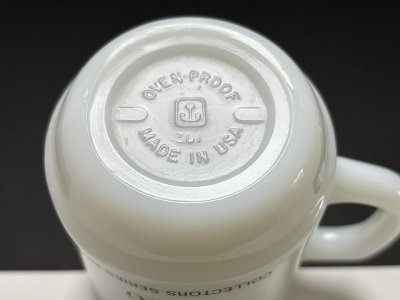 OVEN-PROOF
MADE IN USA
COLLECTORS SERIES